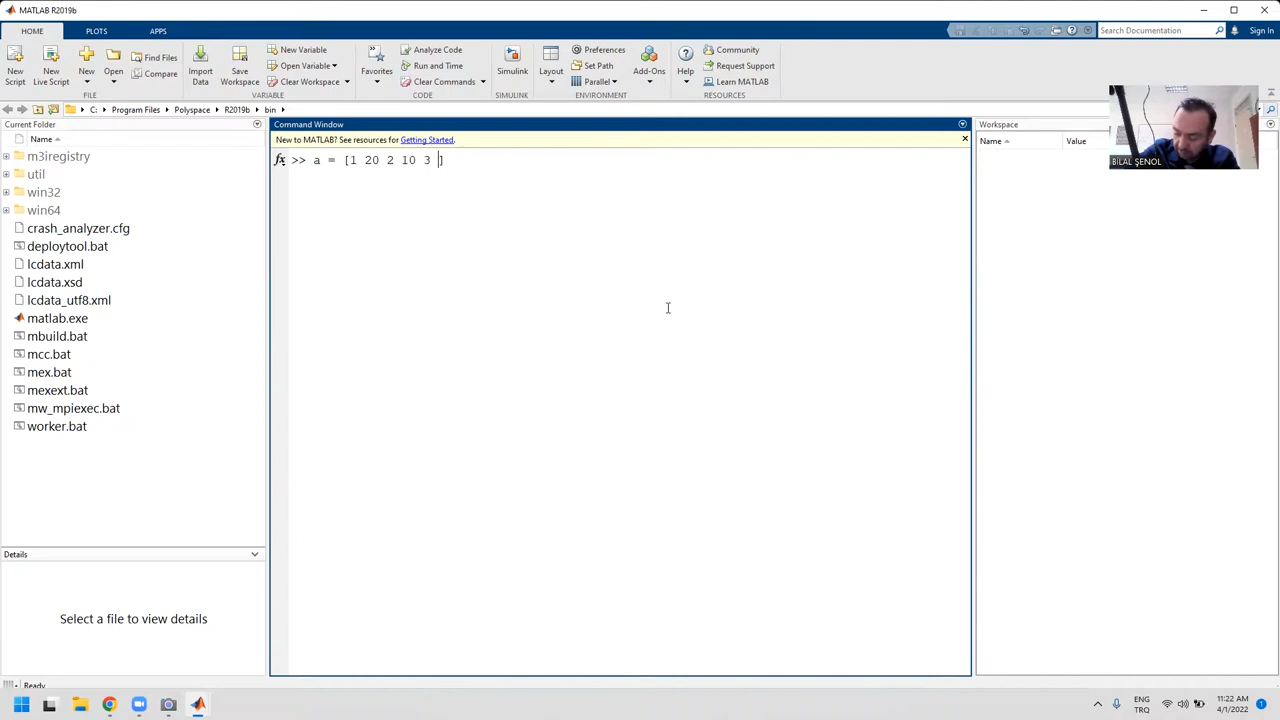 MATLAB R2019b
HOME PLOTS APPS
Search Documentation Sign In
New Script
New Live Script
New
Open
Find Files
Compare
FILE
Import Data
Save Workspace
New Variable
Open Variable
Clear Workspace
VARIABLE
Favorites
Analyze Code
Run and Time
Clear Commands
CODE
Simulink
SIMULINK
Layout
Preferences
Set Path
Parallel
Add-Ons
ENVIRONMENT
Help
Community
Request Support
Learn MATLAB
RESOURCES
C: Program Files Polyspace R2019b bin
Current Folder
Name
m3iregistry
util
win32
win64
crash_analyzer.cfg
deploytool.bat
lcdata.xml
lcdata.xsd
lcdata_utf8.xml
matlab.exe
mbuild.bat
mcc.bat
mex.bat
mexext.bat
mw_mpiexec.bat
worker.bat
Details
Select a file to view details
Command Window
New to MATLAB? See resources for Getting Started.
fx >> a = [1 20 2 10 3 ]
Workspace
Name Value
BİLAL ŞENOL
Ready
ENG
TRQ
11:22 AM
4/1/2022
1